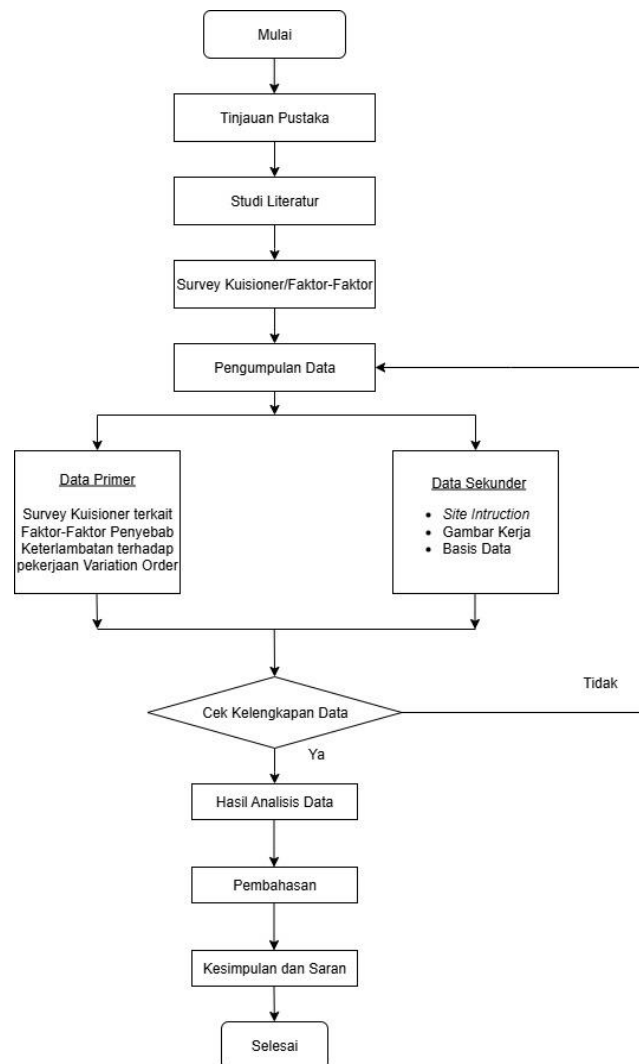 Mulai
Tinjauan Pustaka
Studi Literatur
Survey Kuisioner/Faktor-Faktor
Pengumpulan Data
Data Primer
Survey Kuisioner terkait
Faktor-Faktor Penyebab
Keterlambatan terhadap
pekerjaan Variation Order
Data Sekunder
• Site Intruction
• Gambar Kerja
• Basis Data
Cek Kelengkapan Data
Tidak
Ya
Hasil Analisis Data
Pembahasan
Kesimpulan dan Saran
Selesai